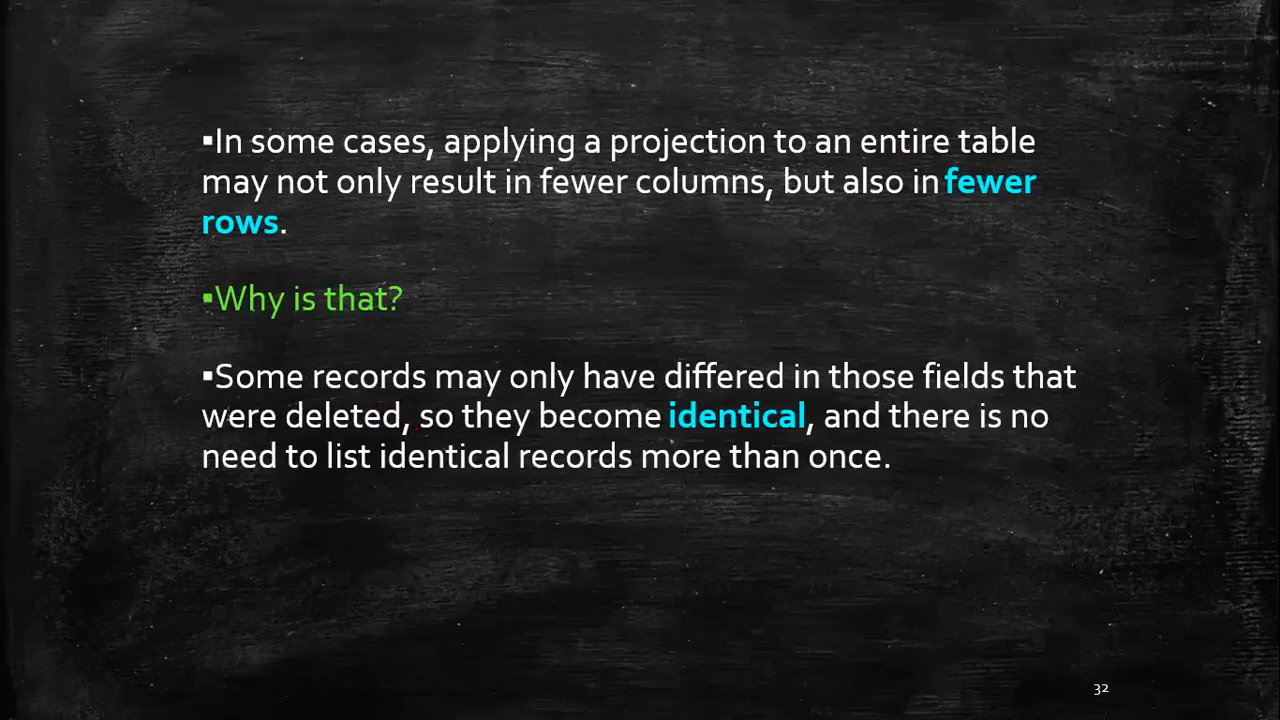 ▪In some cases, applying a projection to an entire table
may not only result in fewer columns, but also in fewer
rows.
▪Why is that?
▪Some records may only have differed in those fields that
were deleted, so they become identical, and there is no
need to list identical records more than once.
32